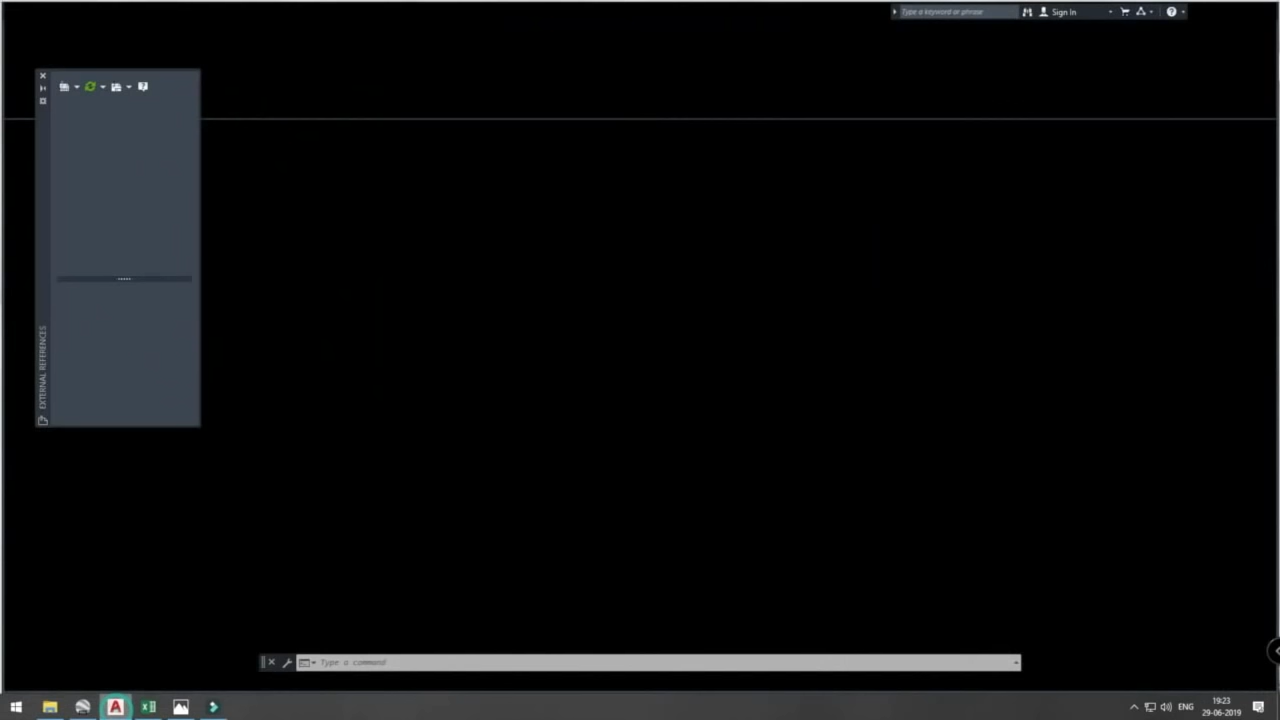 Type a keyword or phrase
Sign In
EXTERNAL REFERENCES
Type a command
ENG
19:23
29-06-2019